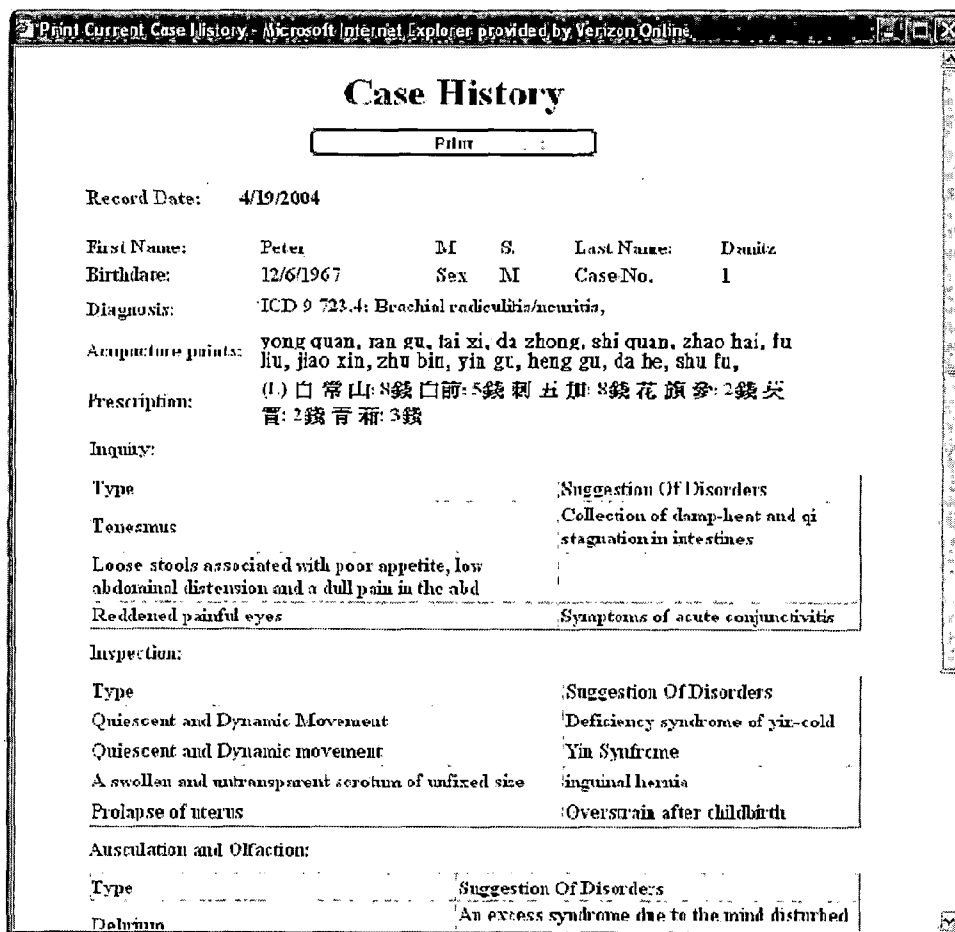 Print Current Case History - Microsoft Internet Explorer provided by Verizon Online
Case History
Print
Record Date: 4/19/2004
First Name: Peter M S. Last Name: Danitz
Birthdate: 12/6/1967 Sex M Case No. 1
Diagnosis: ICD 9 723.4: Brachial radiculitis/neuritis,
Acupucture points: yong quan, ran gu, tai xi, da zhong, shi quan, zhao hai, fu
liu, jiao xin, zhu bin, yin gu, heng gu, da he, shu fu,
Prescription: (L) 白 常 山: 8錢 白前: 5錢 刺 五 加: 8錢 花 旗 參: 2錢
2錢 3錢
Inquiry:
Type Suggestion Of Disorders
Tenesmus Collection of damp-heat and qi
stagnation in intestines
Loose stools associated with poor appetite, low
abdominal distension and a dull pain in the abd
Reddened painful eyes Symptoms of acute conjunctivitis
Inspection:
Type Suggestion Of Disorders
Quiescent and Dynamic Movement Deficiency syndrome of yin-cold
Quiescent and Dynamic movement Yin Synfrome
A swollen and untransparent scrotum of unfixed size inguinal hernia
Prolapse of uterus Overstrain after childbirth
Ausculation and Olfaction:
Type Suggestion Of Disorders
Delirium An excess syndrome due to the mind disturbed